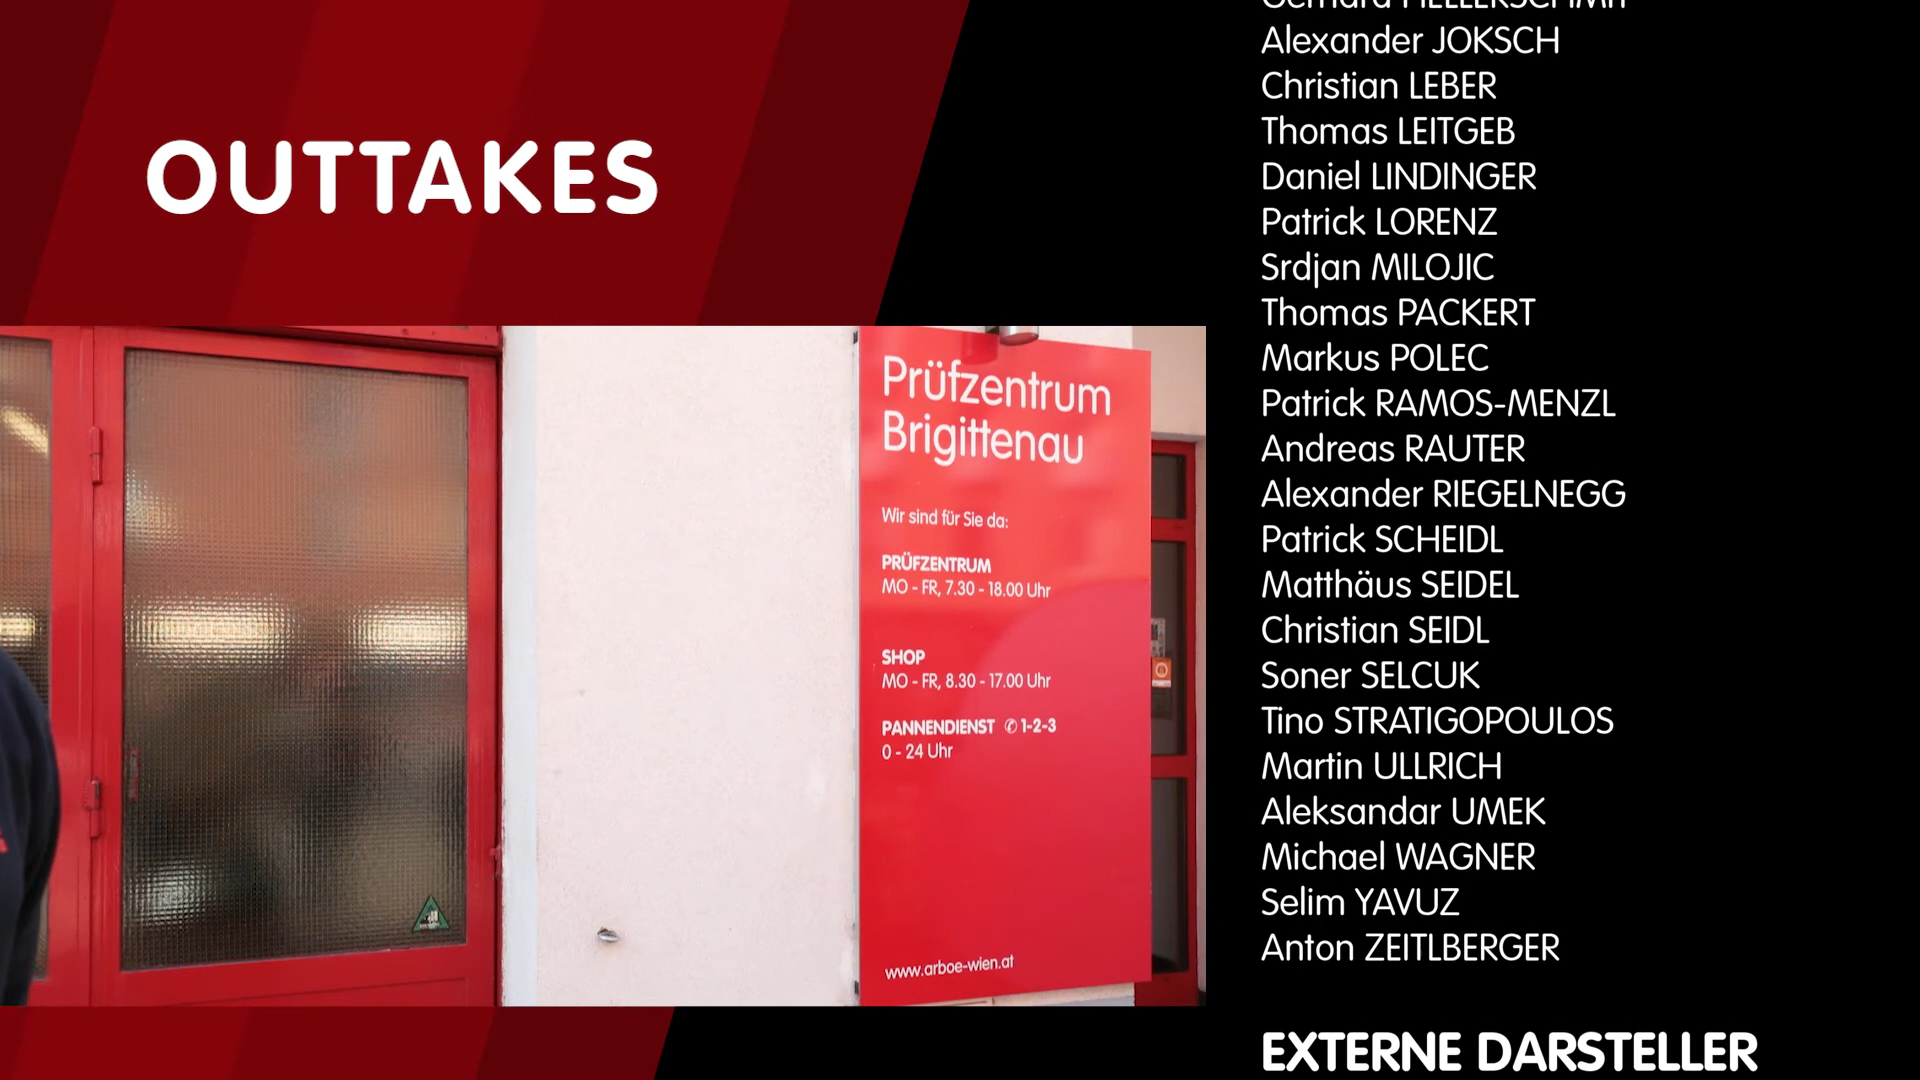 OUTTAKES
Prüfzentrum
Brigittenau
Wir sind für Sie da:
PRÜFZENTRUM
MO - FR, 7.30 - 18.00 Uhr
SHOP
MO - FR, 8.30 - 17.00 Uhr
PANNENDIENST ✆ 1-2-3
0 - 24 Uhr
www.arboe-wien.at
Alexander JOKSCH
Christian LEBER
Thomas LEITGEB
Daniel LINDINGER
Patrick LORENZ
Srdjan MILOJIC
Thomas PACKERT
Markus POLEC
Patrick RAMOS-MENZL
Andreas RAUTER
Alexander RIEGELNEGG
Patrick SCHEIDL
Matthäus SEIDEL
Christian SEIDL
Soner SELCUK
Tino STRATIGOPOULOS
Martin ULLRICH
Aleksandar UMEK
Michael WAGNER
Selim YAVUZ
Anton ZEITLBERGER
EXTERNE DARSTELLER